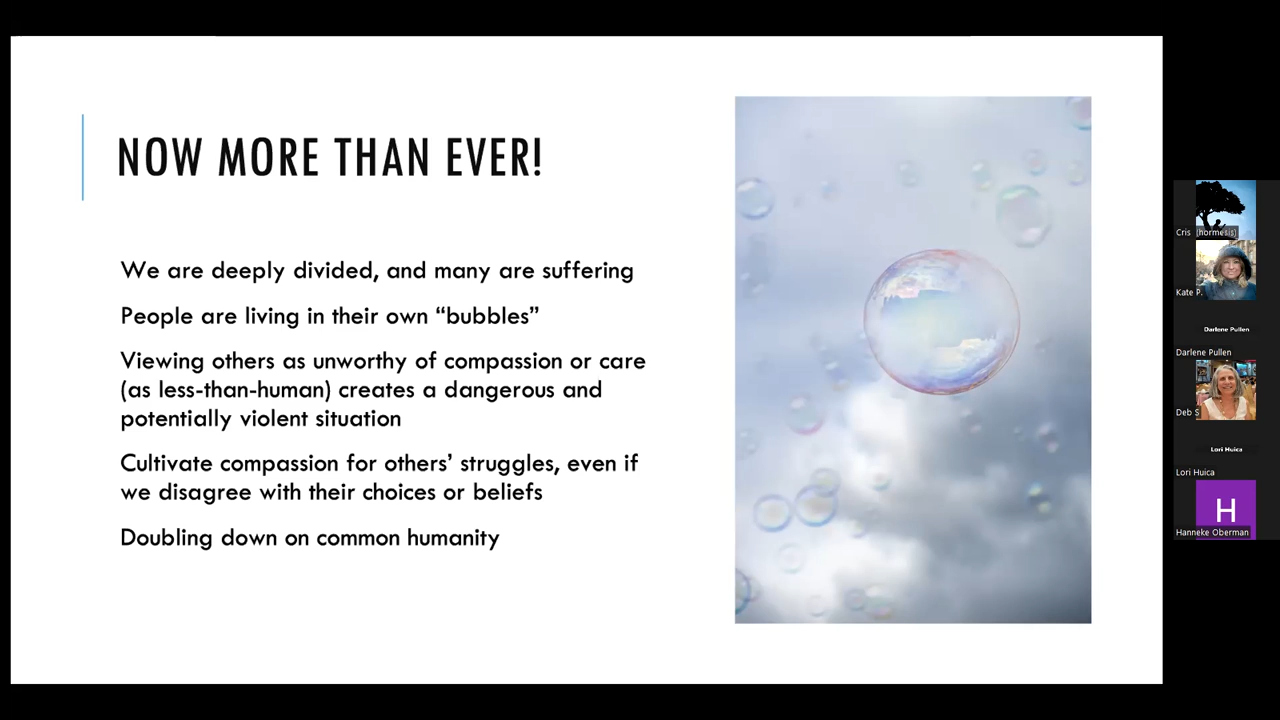 NOW MORE THAN EVER!
We are deeply divided, and many are suffering
People are living in their own “bubbles”
Viewing others as unworthy of compassion or care
(as less-than-human) creates a dangerous and
potentially violent situation
Cultivate compassion for others’ struggles, even if
we disagree with their choices or beliefs
Doubling down on common humanity
Cris (hormesis)
Kate P.
Darlene Pullen
Darlene Pullen
Deb S
Lori Huica
Lori Huica
H
Hanneke Oberman